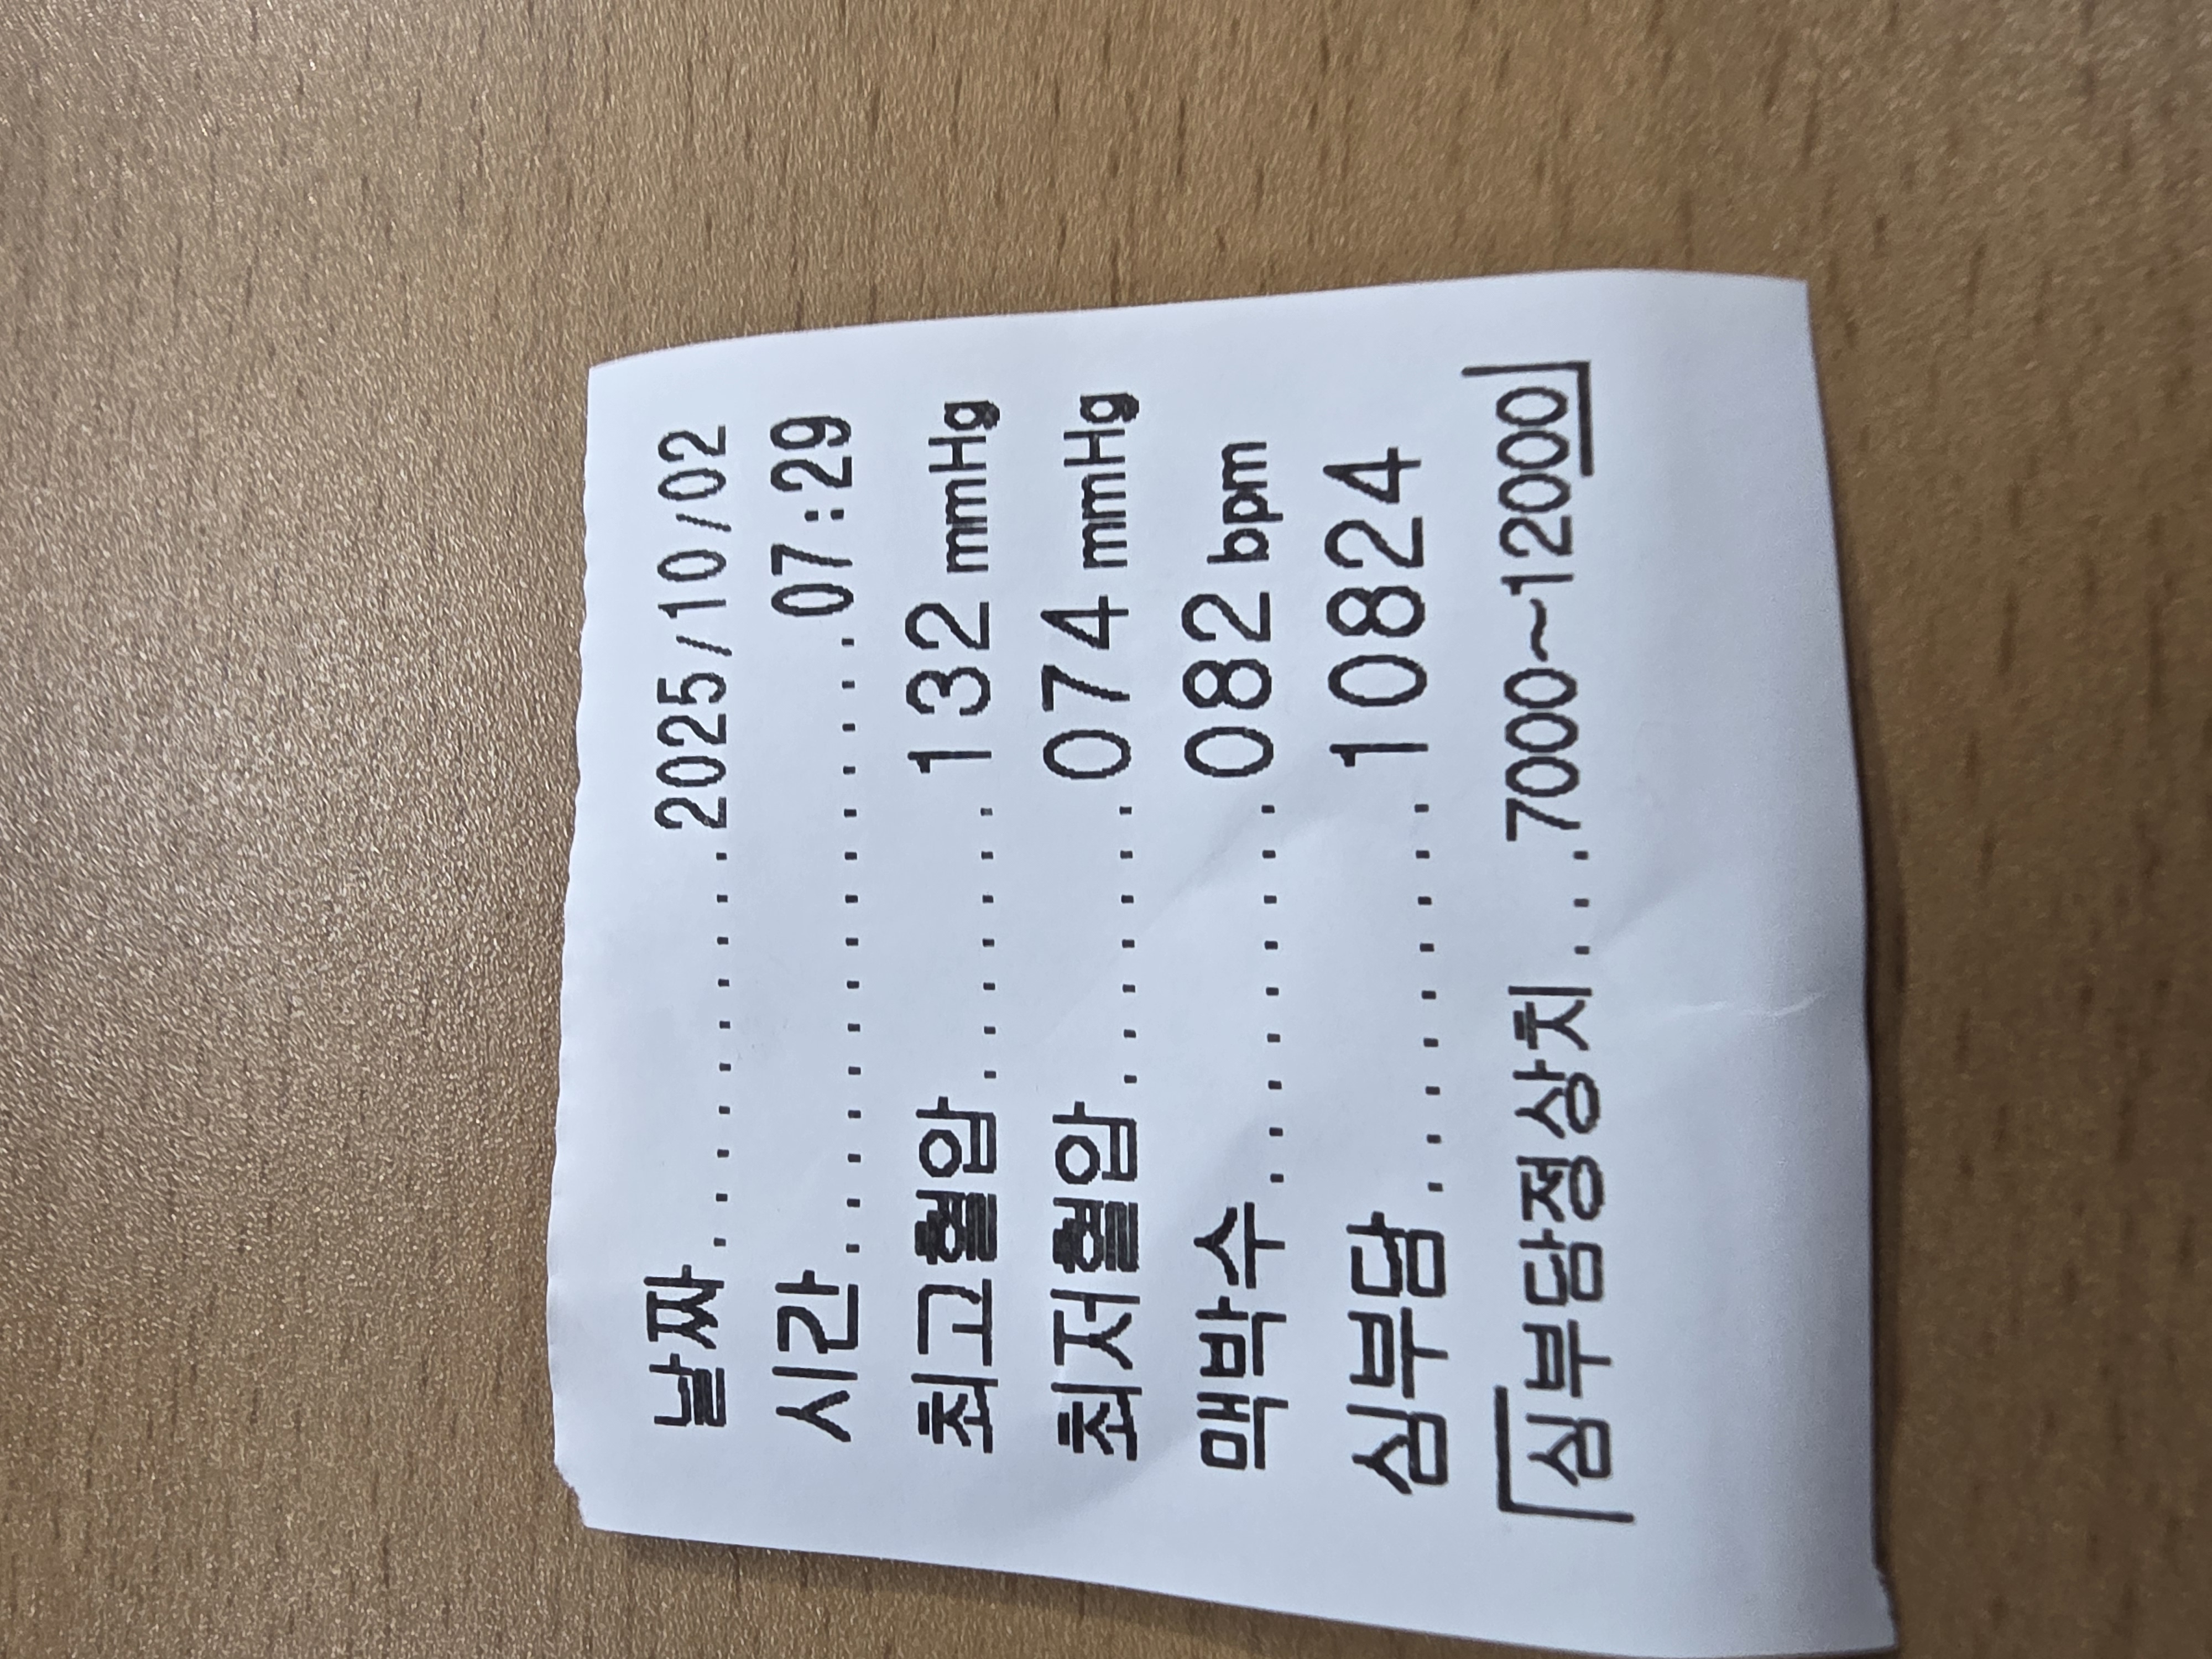 날짜............2025/10/02
시간...............07:29
최고혈압.......132 mmHg
최저혈압.......074 mmHg
맥박수.........082 bpm
심부담.........10824
「심부담정상치...7000~12000」